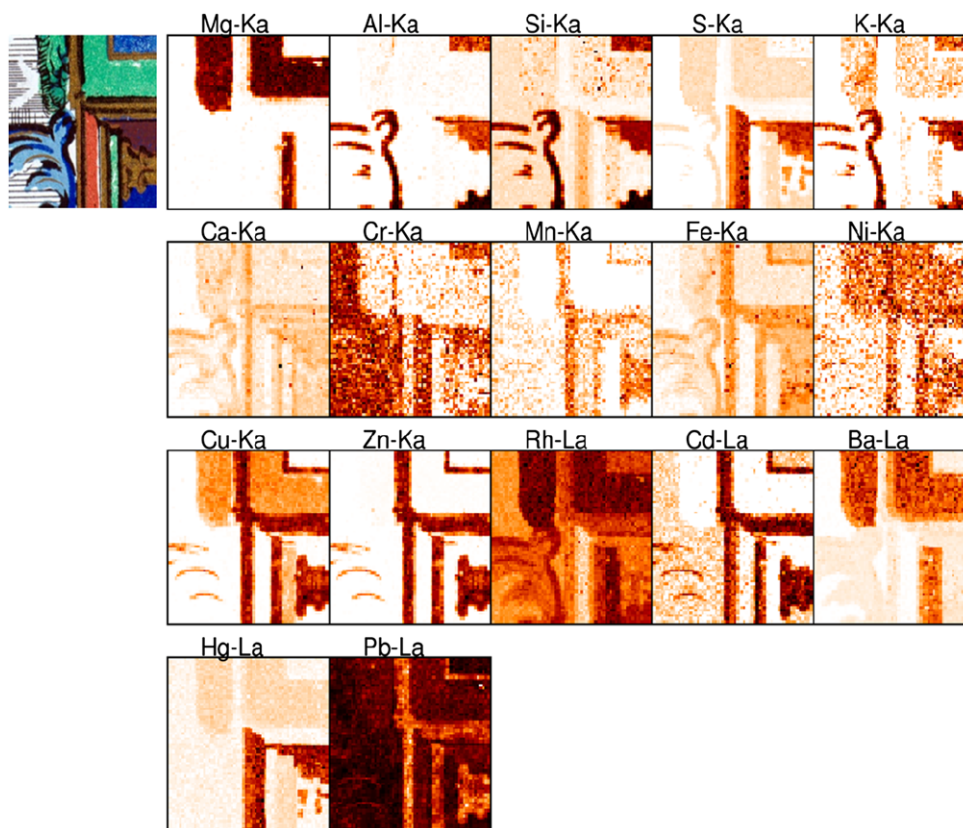 Mg-Ka Al-Ka Si-Ka S-Ka K-Ka
Ca-Ka Cr-Ka Mn-Ka Fe-Ka Ni-Ka
Cu-Ka Zn-Ka Rh-La Cd-La Ba-La
Hg-La Pb-La